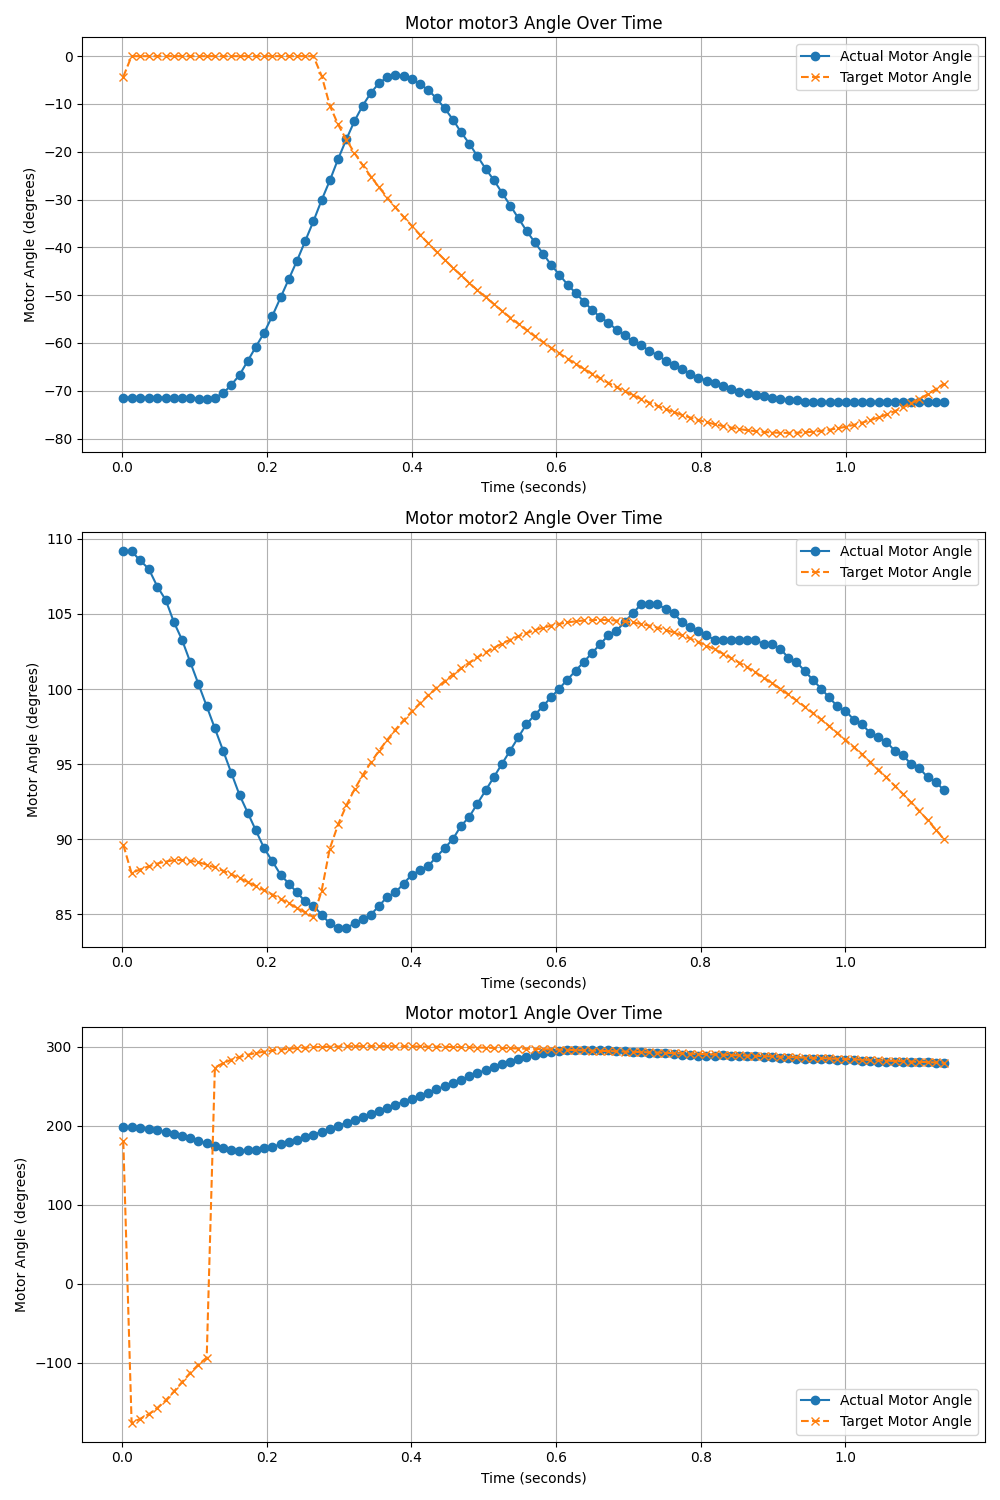 Motor motor3 Angle Over Time
Motor Angle (degrees)
0
−10
−20
−30
−40
−50
−60
−70
−80
Actual Motor Angle
Target Motor Angle
0.0 0.2 0.4 0.6 0.8 1.0
Time (seconds)
Motor motor2 Angle Over Time
Motor Angle (degrees)
110
105
100
95
90
85
Actual Motor Angle
Target Motor Angle
0.0 0.2 0.4 0.6 0.8 1.0
Time (seconds)
Motor motor1 Angle Over Time
Motor Angle (degrees)
300
200
100
0
−100
Actual Motor Angle
Target Motor Angle
0.0 0.2 0.4 0.6 0.8 1.0
Time (seconds)